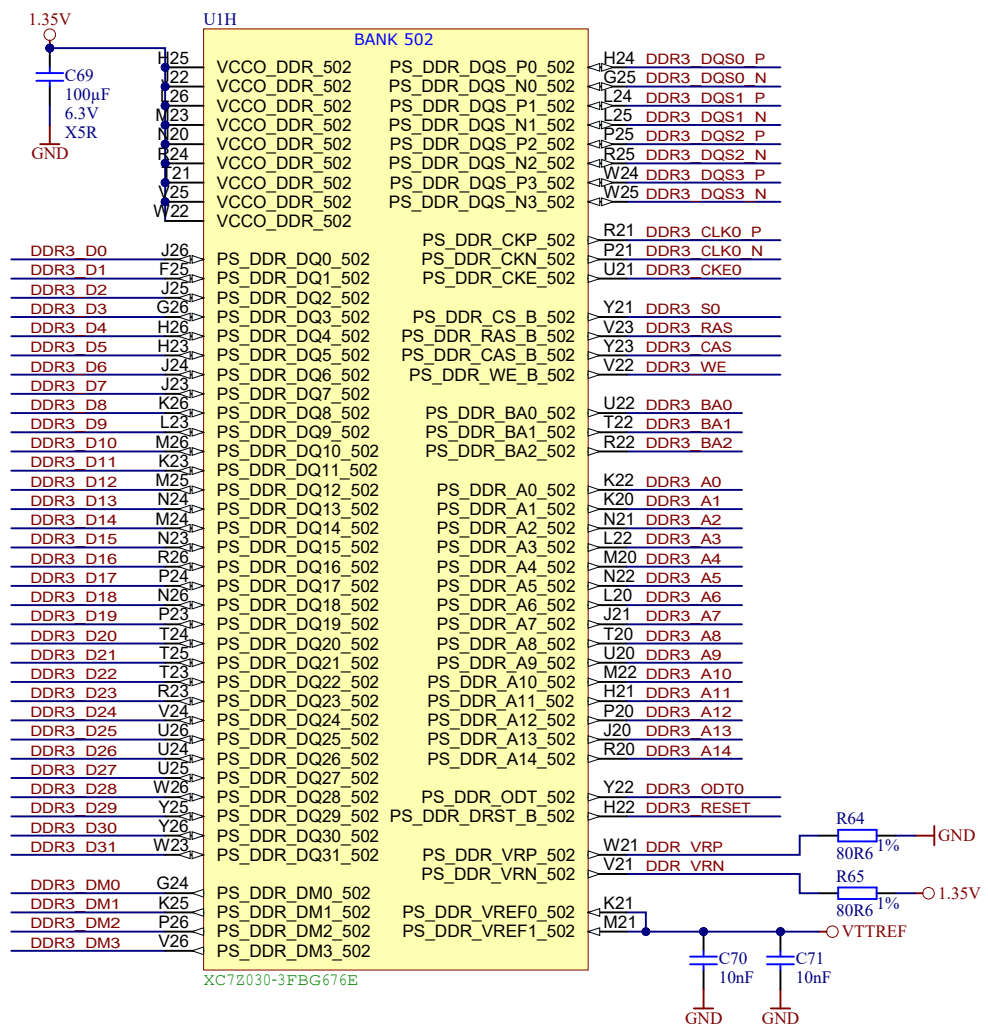 1.35V
U1H
BANK 502
C69
100µF
6.3V
X5R
GND
H25 VCCO_DDR_502
J22 VCCO_DDR_502
L26 VCCO_DDR_502
M23 VCCO_DDR_502
N20 VCCO_DDR_502
R24 VCCO_DDR_502
T21 VCCO_DDR_502
V25 VCCO_DDR_502
W22 VCCO_DDR_502
DDR3_D0 J26 PS_DDR_DQ0_502
DDR3_D1 F25 PS_DDR_DQ1_502
DDR3_D2 J25 PS_DDR_DQ2_502
DDR3_D3 G26 PS_DDR_DQ3_502
DDR3_D4 H26 PS_DDR_DQ4_502
DDR3_D5 H23 PS_DDR_DQ5_502
DDR3_D6 J24 PS_DDR_DQ6_502
DDR3_D7 J23 PS_DDR_DQ7_502
DDR3_D8 K26 PS_DDR_DQ8_502
DDR3_D9 L23 PS_DDR_DQ9_502
DDR3_D10 M26 PS_DDR_DQ10_502
DDR3_D11 K23 PS_DDR_DQ11_502
DDR3_D12 M25 PS_DDR_DQ12_502
DDR3_D13 N24 PS_DDR_DQ13_502
DDR3_D14 M24 PS_DDR_DQ14_502
DDR3_D15 N23 PS_DDR_DQ15_502
DDR3_D16 R26 PS_DDR_DQ16_502
DDR3_D17 P24 PS_DDR_DQ17_502
DDR3_D18 N26 PS_DDR_DQ18_502
DDR3_D19 P23 PS_DDR_DQ19_502
DDR3_D20 T24 PS_DDR_DQ20_502
DDR3_D21 T25 PS_DDR_DQ21_502
DDR3_D22 T23 PS_DDR_DQ22_502
DDR3_D23 R23 PS_DDR_DQ23_502
DDR3_D24 V24 PS_DDR_DQ24_502
DDR3_D25 U26 PS_DDR_DQ25_502
DDR3_D26 U24 PS_DDR_DQ26_502
DDR3_D27 U25 PS_DDR_DQ27_502
DDR3_D28 W26 PS_DDR_DQ28_502
DDR3_D29 Y25 PS_DDR_DQ29_502
DDR3_D30 Y26 PS_DDR_DQ30_502
DDR3_D31 W23 PS_DDR_DQ31_502
DDR3_DM0 G24 PS_DDR_DM0_502
DDR3_DM1 K25 PS_DDR_DM1_502
DDR3_DM2 P26 PS_DDR_DM2_502
DDR3_DM3 V26 PS_DDR_DM3_502
PS_DDR_DQS_P0_502 H24 DDR3_DQS0_P
PS_DDR_DQS_N0_502 G25 DDR3_DQS0_N
PS_DDR_DQS_P1_502 L24 DDR3_DQS1_P
PS_DDR_DQS_N1_502 L25 DDR3_DQS1_N
PS_DDR_DQS_P2_502 P25 DDR3_DQS2_P
PS_DDR_DQS_N2_502 R25 DDR3_DQS2_N
PS_DDR_DQS_P3_502 W24 DDR3_DQS3_P
PS_DDR_DQS_N3_502 W25 DDR3_DQS3_N
PS_DDR_CKP_502 R21 DDR3_CLK0_P
PS_DDR_CKN_502 P21 DDR3_CLK0_N
PS_DDR_CKE_502 U21 DDR3_CKE0
PS_DDR_CS_B_502 Y21 DDR3_S0
PS_DDR_RAS_B_502 V23 DDR3_RAS
PS_DDR_CAS_B_502 Y23 DDR3_CAS
PS_DDR_WE_B_502 V22 DDR3_WE
PS_DDR_BA0_502 U22 DDR3_BA0
PS_DDR_BA1_502 T22 DDR3_BA1
PS_DDR_BA2_502 R22 DDR3_BA2
PS_DDR_A0_502 K22 DDR3_A0
PS_DDR_A1_502 K20 DDR3_A1
PS_DDR_A2_502 N21 DDR3_A2
PS_DDR_A3_502 L22 DDR3_A3
PS_DDR_A4_502 M20 DDR3_A4
PS_DDR_A5_502 N22 DDR3_A5
PS_DDR_A6_502 L20 DDR3_A6
PS_DDR_A7_502 J21 DDR3_A7
PS_DDR_A8_502 T20 DDR3_A8
PS_DDR_A9_502 U20 DDR3_A9
PS_DDR_A10_502 M22 DDR3_A10
PS_DDR_A11_502 H21 DDR3_A11
PS_DDR_A12_502 P20 DDR3_A12
PS_DDR_A13_502 J20 DDR3_A13
PS_DDR_A14_502 R20 DDR3_A14
PS_DDR_ODT_502 Y22 DDR3_ODT0
PS_DDR_DRST_B_502 H22 DDR3_RESET
PS_DDR_VRP_502 W21 DDR_VRP
PS_DDR_VRN_502 V21 DDR_VRN
PS_DDR_VREF0_502 K21
PS_DDR_VREF1_502 M21
R64
80R6 1%
GND
R65
80R6 1%
1.35V
VTTREF
C70
10nF
GND
C71
10nF
GND
XC7Z030-3FBG676E